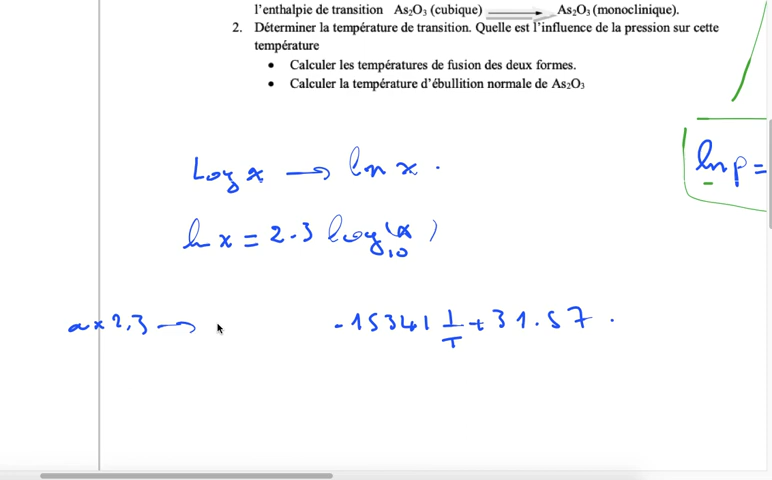 l'enthalpie de transition As₂O₃ (cubique) ⟶ As₂O₃ (monoclinique).
2. Déterminer la température de transition. Quelle est l'influence de la pression sur cette
température
• Calculer les températures de fusion des deux formes.
• Calculer la température d'ébullition normale de As₂O₃
Log x → ln x.
ln p =
ln x = 2.3 log₁₀(x)
a x 2,3 →
-15341 1/T + 31.57.